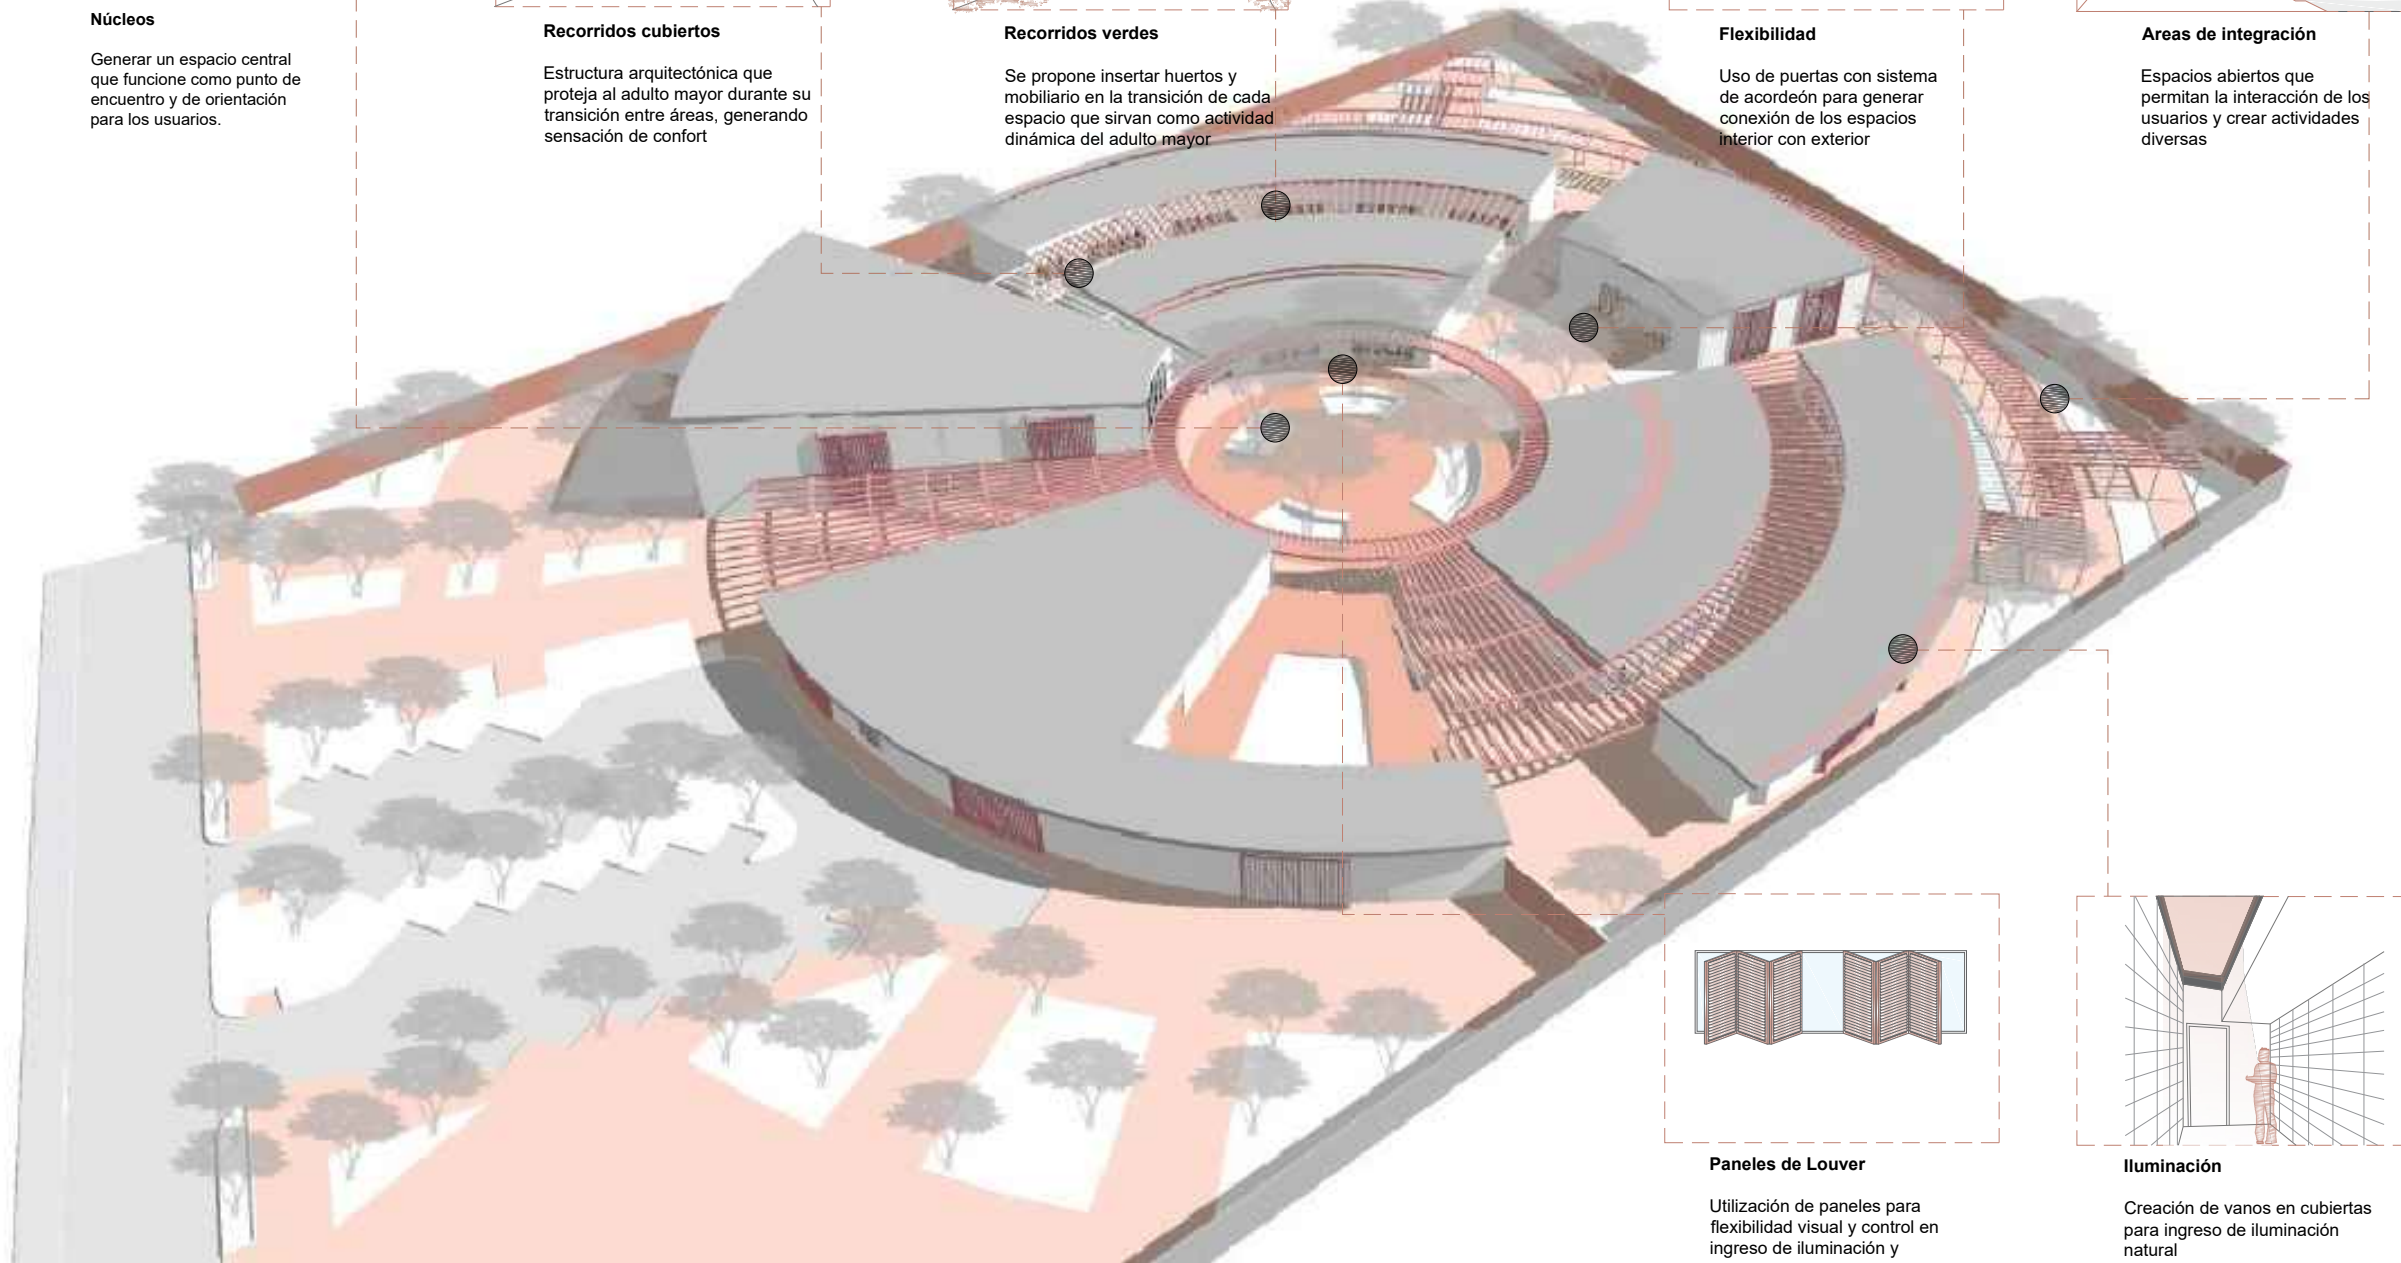 Núcleos
Generar un espacio central
que funcione como punto de
encuentro y de orientación
para los usuarios.
Recorridos cubiertos
Estructura arquitectónica que
proteja al adulto mayor durante su
transición entre áreas, generando
sensación de confort
Recorridos verdes
Se propone insertar huertos y
mobiliario en la transición de cada
espacio que sirvan como actividad
dinámica del adulto mayor
Flexibilidad
Uso de puertas con sistema
de acordeón para generar
conexión de los espacios
interior con exterior
Areas de integración
Espacios abiertos que
permitan la interacción de los
usuarios y crear actividades
diversas
Paneles de Louver
Utilización de paneles para
flexibilidad visual y control en
ingreso de iluminación y
Iluminación
Creación de vanos en cubiertas
para ingreso de iluminación
natural